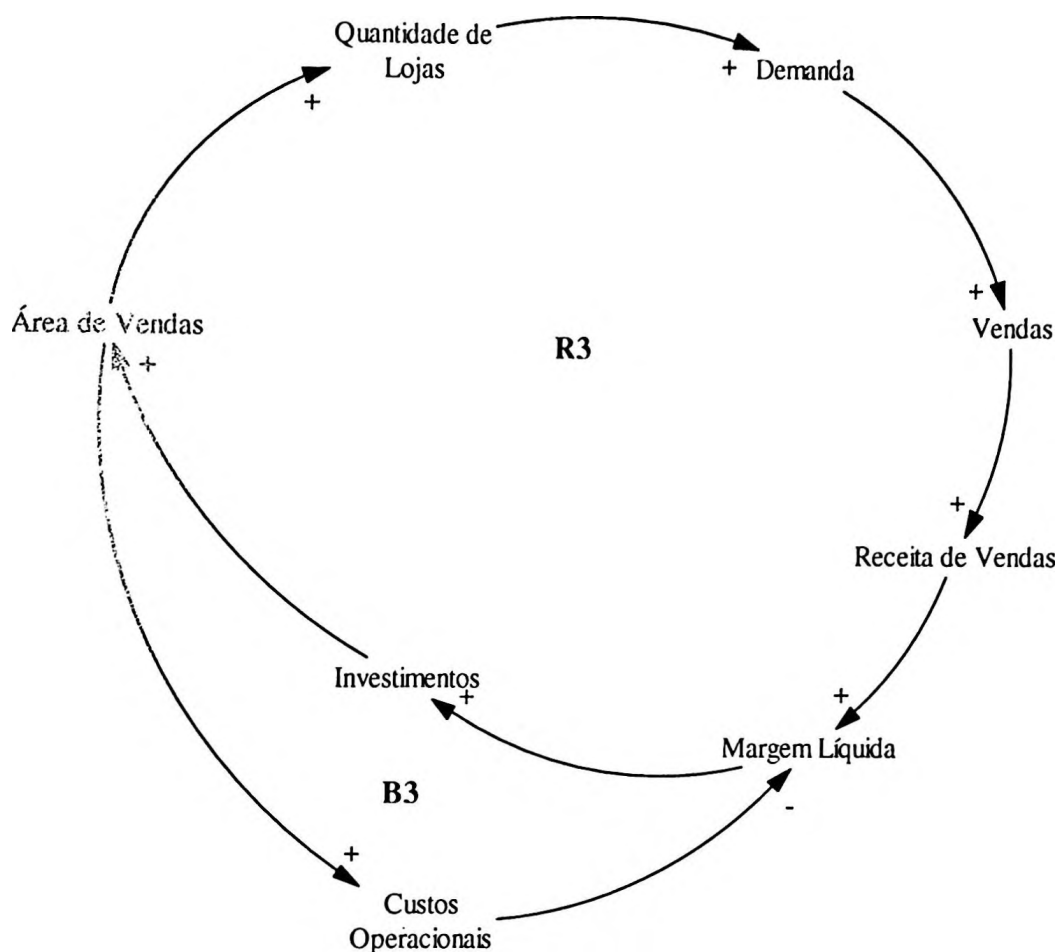 Quantidade de
Lojas
+
+
Demanda
+
Vendas
Área de Vendas
+
R3
+
Receita de Vendas
Investimentos
+
+
Margem Líquida
B3
-
+
Custos
Operacionais